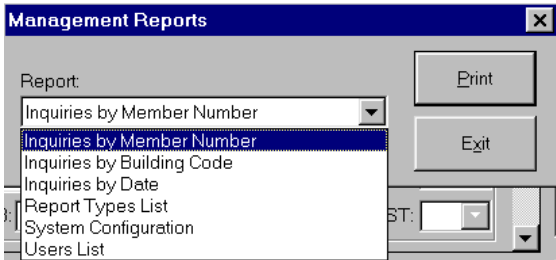 Management Reports
Report:
Print
Inquiries by Member Number
Exit
Inquiries by Member Number
Inquiries by Building Code
Inquiries by Date
Report Types List
System Configuration
Users List
ST: